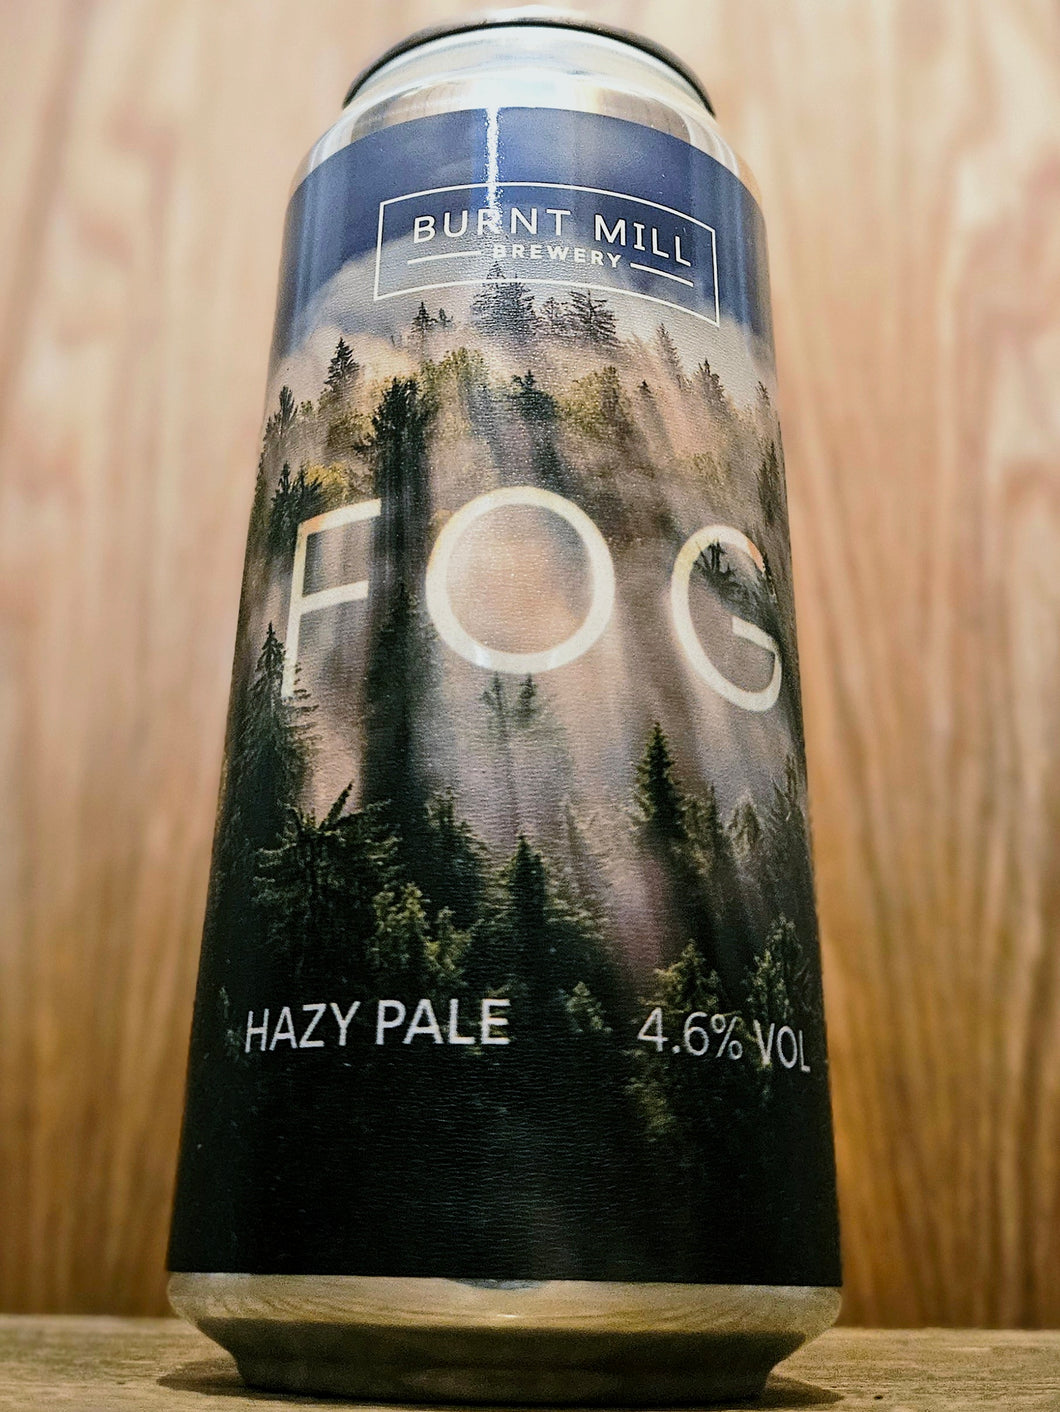 BURNT MILL
BREWERY
FOG
HAZY PALE
4.6% VOL